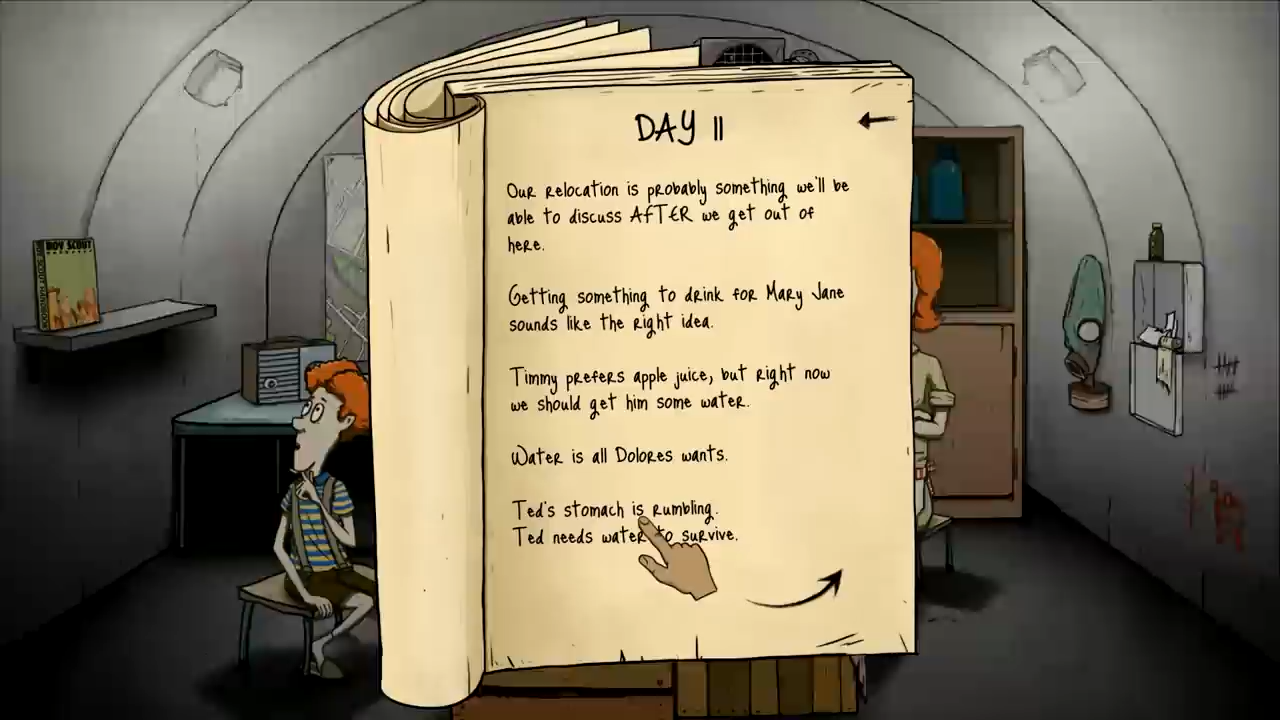 DAY 11
Our relocation is probably something we'll be
able to discuss AFTER we get out of
here.
Getting something to drink for Mary Jane
sounds like the right idea.
Timmy prefers apple juice, but right now
we should get him some water.
Water is all Dolores wants.
Ted's stomach is rumbling.
Ted needs water to survive.
BOY SCOUT